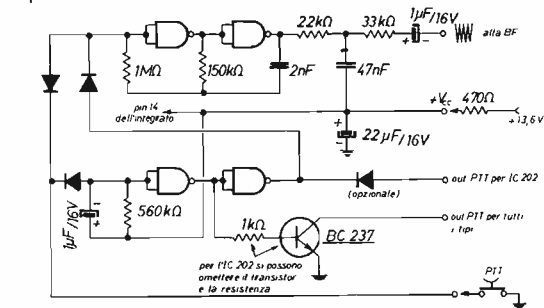 22kΩ
33kΩ
1µF/16V
+ -
alla BF
1MΩ
150kΩ
2nF
47nF
pin 14
dell'integrato
+Vcc
470Ω
+13,6V
+
-
22µF/16V
out PTT per IC 202
(opzionale)
1µF/16V
-
+
560kΩ
1kΩ
BC 237
out PTT per tutti
i tipi
per l'IC 202 si possono
omettere il transistor
e la resistenza
PTT